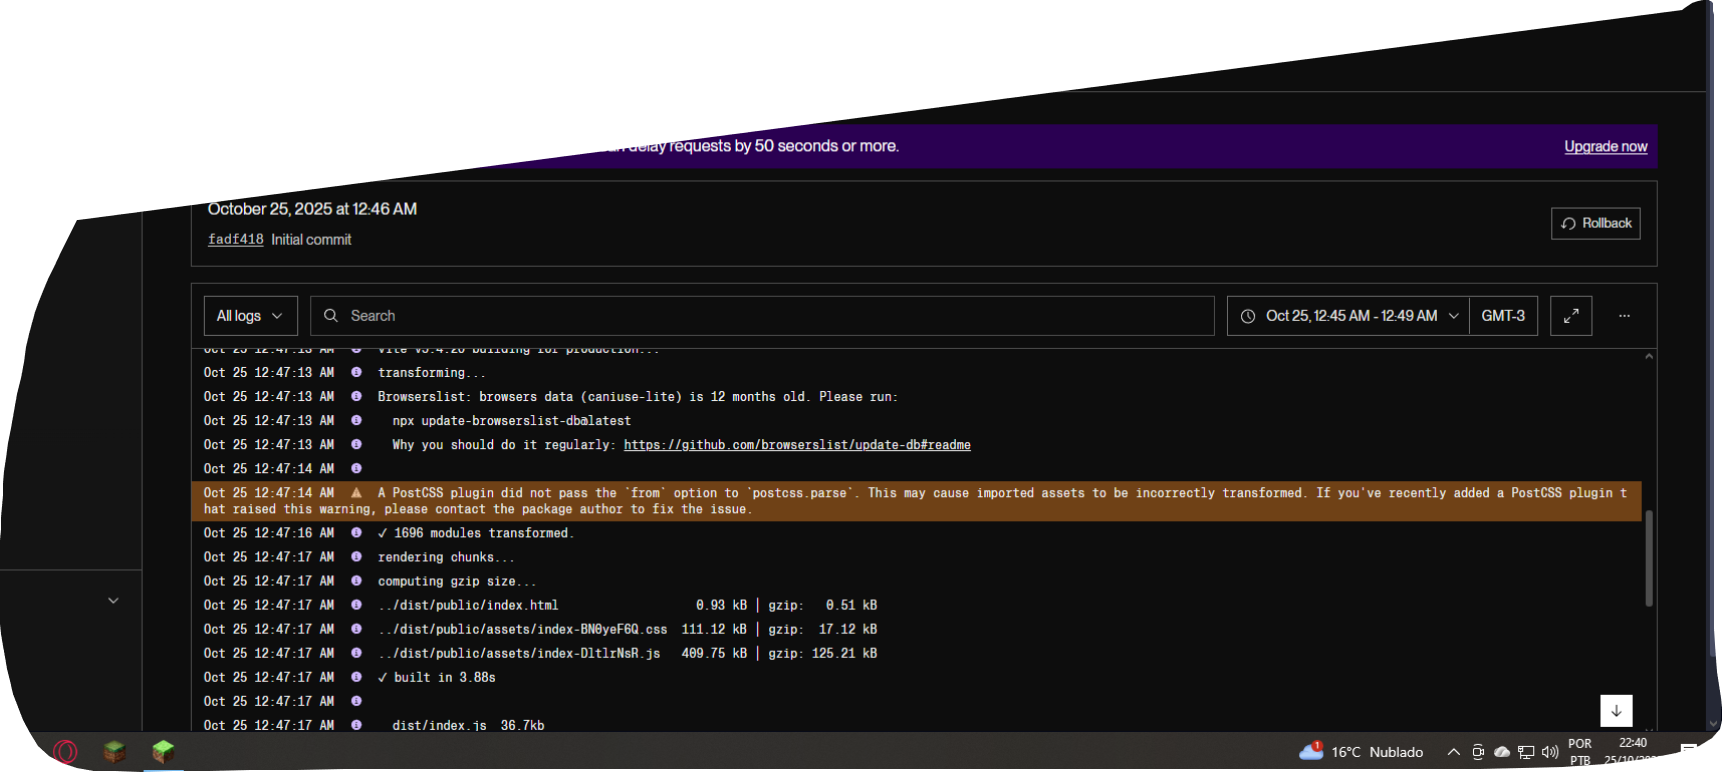 delay requests by 50 seconds or more.
Upgrade now
October 25, 2025 at 12:46 AM
Rollback
fadf418 Initial commit
All logs
Search
Oct 25, 12:45 AM - 12:49 AM
GMT-3
Oct 25 12:47:13 AM vite v5.4.20 building for production...
Oct 25 12:47:13 AM transforming...
Oct 25 12:47:13 AM Browserslist: browsers data (caniuse-lite) is 12 months old. Please run:
Oct 25 12:47:13 AM npx update-browserslist-db@latest
Oct 25 12:47:13 AM Why you should do it regularly: https://github.com/browserslist/update-db#readme
Oct 25 12:47:14 AM
Oct 25 12:47:14 AM A PostCSS plugin did not pass the `from` option to `postcss.parse`. This may cause imported assets to be incorrectly transformed. If you've recently added a PostCSS plugin t
hat raised this warning, please contact the package author to fix the issue.
Oct 25 12:47:16 AM ✓ 1696 modules transformed.
Oct 25 12:47:17 AM rendering chunks...
Oct 25 12:47:17 AM computing gzip size...
Oct 25 12:47:17 AM ../dist/public/index.html 0.93 kB │ gzip: 0.51 kB
Oct 25 12:47:17 AM ../dist/public/assets/index-BN0yeF6Q.css 111.12 kB │ gzip: 17.12 kB
Oct 25 12:47:17 AM ../dist/public/assets/index-DltlrNsR.js 409.75 kB │ gzip: 125.21 kB
Oct 25 12:47:17 AM ✓ built in 3.88s
Oct 25 12:47:17 AM
Oct 25 12:47:17 AM dist/index.js 36.7kb
1
16°C Nublado
POR
PTB
22:40